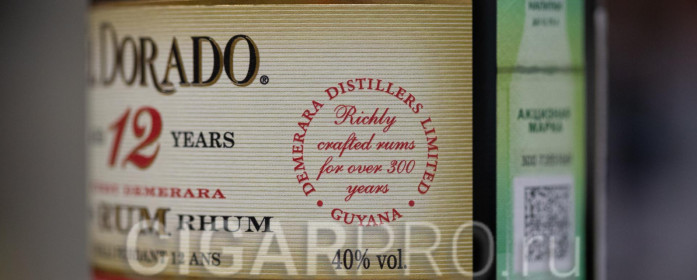 DORADO®
12 YEARS
DEMERARA
RUM RHUM
12 ANS
• DEMERARA DISTILLERS LIMITED •
Richly
crafted rums
for over 300
years
GUYANA
40% vol.
АКЦИЗНАЯ
МАРКА
CIGARPRO.ru